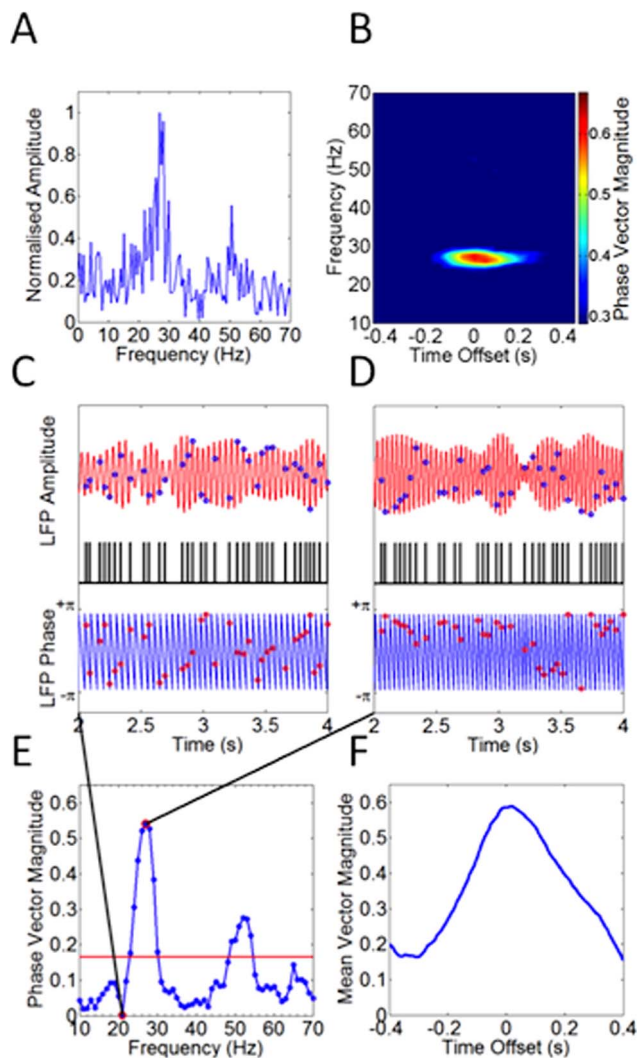 A
B
1
0.8
0.6
0.4
0.2
0
Normalised Amplitude
0 10 20 30 40 50 60 70
Frequency (Hz)
70
60
50
40
30
20
10
Frequency (Hz)
-0.4 -0.2 0 0.2 0.4
Time Offset (s)
0.6
0.5
0.4
0.3
Phase Vector Magnitude
C
D
LFP Amplitude
LFP Phase
+π
-π
2 2.5 3 3.5 4
Time (s)
+π
-π
2 2.5 3 3.5 4
Time (s)
E
F
0.6
0.5
0.4
0.3
0.2
0.1
0
Phase Vector Magnitude
10 20 30 40 50 60 70
Frequency (Hz)
0.6
0.5
0.4
0.3
0.2
0.1
0
Mean Vector Magnitude
-0.4 -0.2 0 0.2 0.4
Time Offset (s)